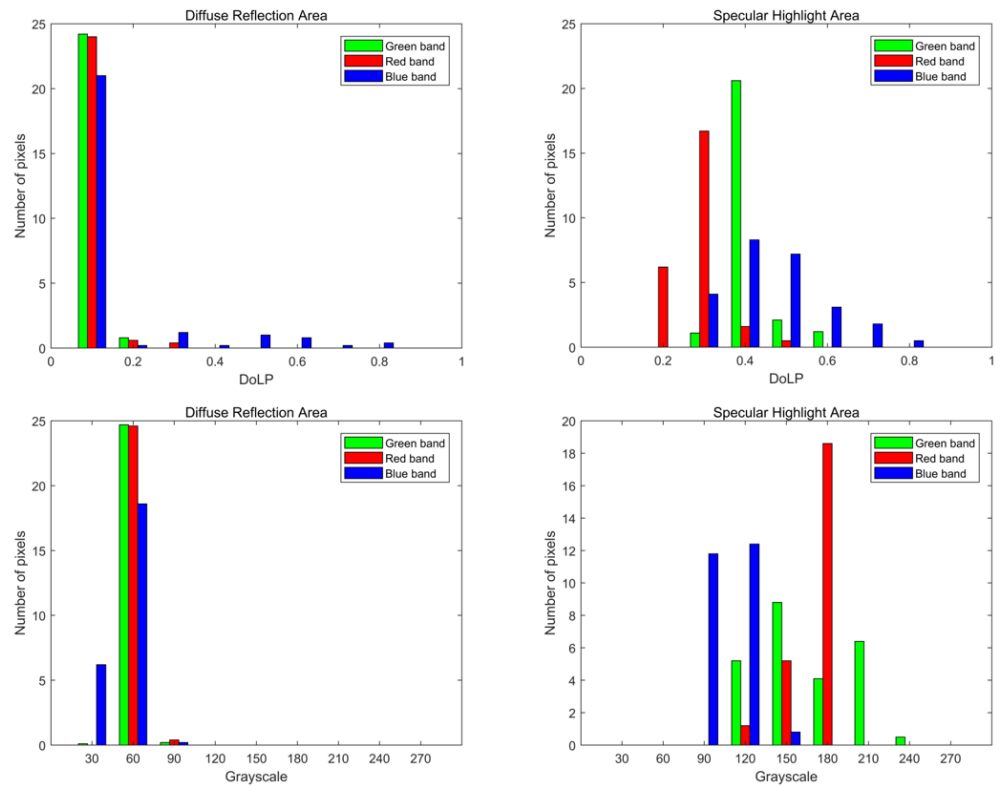 Diffuse Reflection Area
25
20
15
10
5
0
Number of pixels
Green band
Red band
Blue band
0 0.2 0.4 0.6 0.8 1
DoLP
Specular Highlight Area
25
20
15
10
5
0
Number of pixels
Green band
Red band
Blue band
0 0.2 0.4 0.6 0.8 1
DoLP
Diffuse Reflection Area
25
20
15
10
5
0
Number of pixels
Green band
Red band
Blue band
30 60 90 120 150 180 210 240 270
Grayscale
Specular Highlight Area
20
18
16
14
12
10
8
6
4
2
0
Number of pixels
Green band
Red band
Blue band
30 60 90 120 150 180 210 240 270
Grayscale